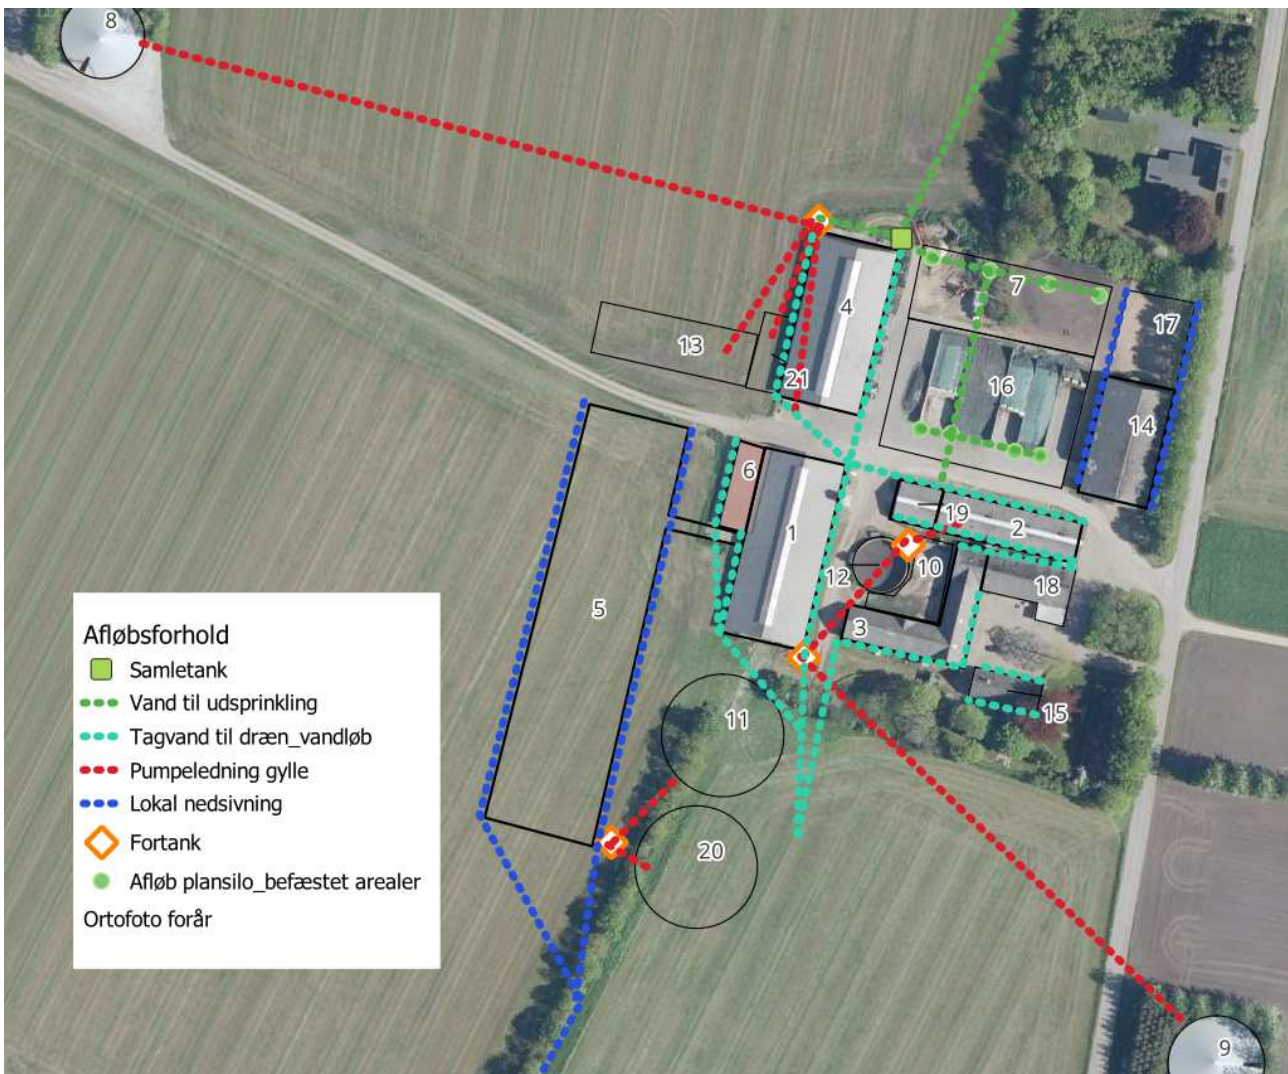 8
7
17
4
13
21
16
14
6
1
19
2
12
10
18
5
3
15
11
20
9
Afløbsforhold
Samletank
Vand til udsprinkling
Tagvand til dræn_vandløb
Pumpeledning gylle
Lokal nedsivning
Fortank
Afløb plansilo_befæstet arealer
Ortofoto forår